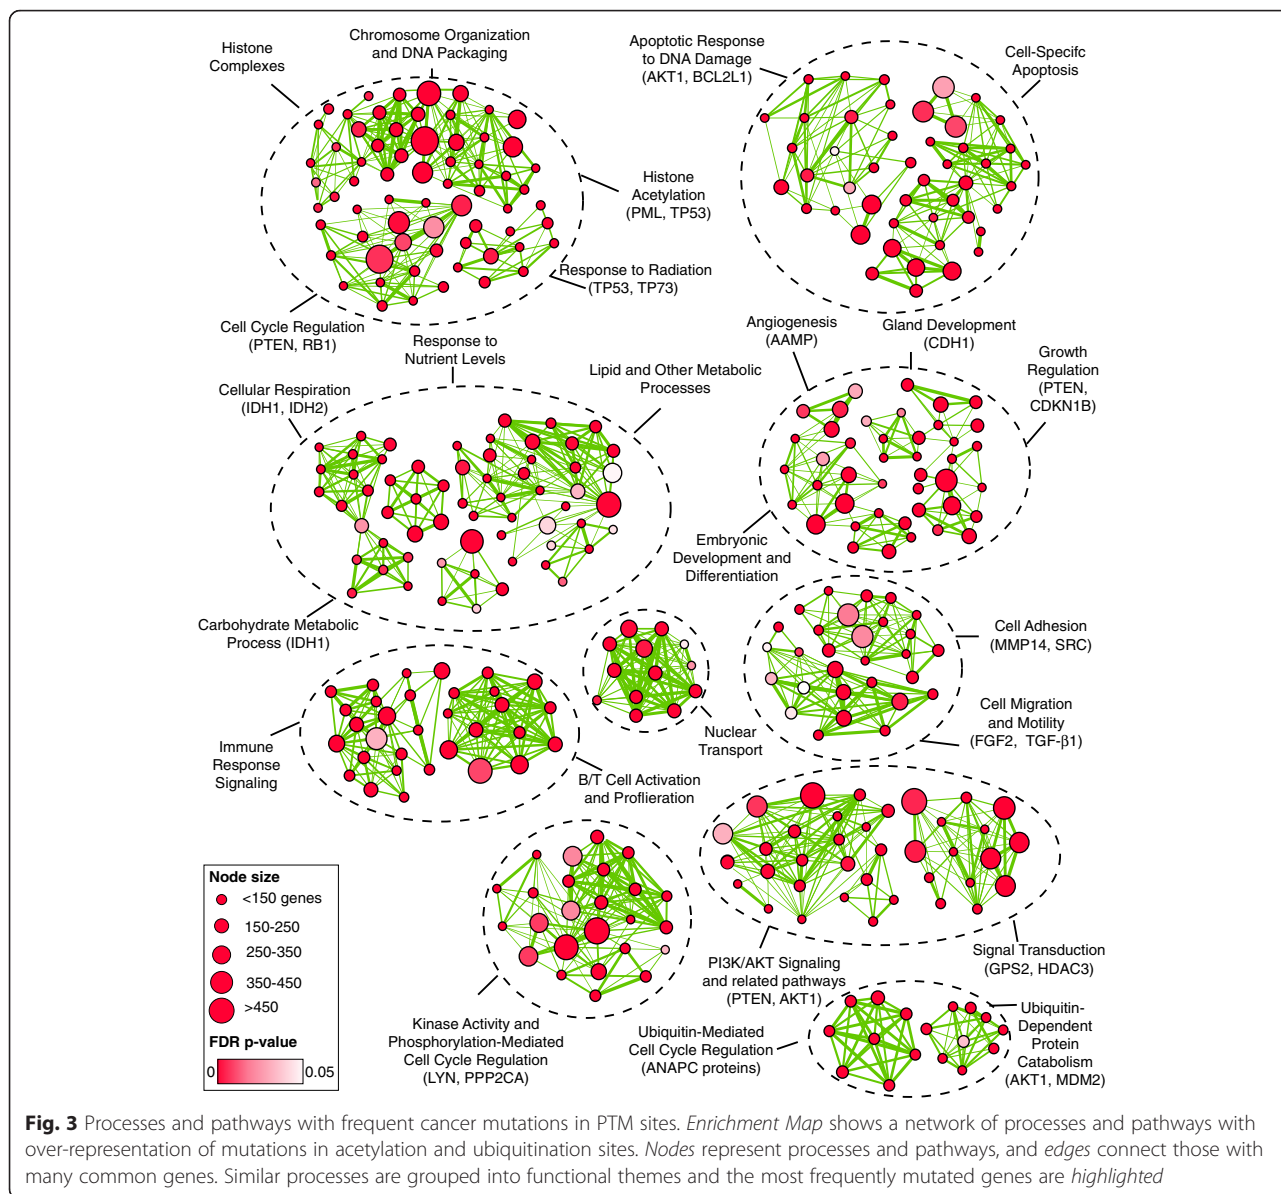 Histone
Complexes
Chromosome Organization
and DNA Packaging
Apoptotic Response
to DNA Damage
(AKT1, BCL2L1)
Cell-Specifc
Apoptosis
Histone
Acetylation
(PML, TP53)
Response to Radiation
(TP53, TP73)
Cell Cycle Regulation
(PTEN, RB1)
Response to
Nutrient Levels
Angiogenesis
(AAMP)
Gland Development
(CDH1)
Growth
Regulation
(PTEN,
CDKN1B)
Cellular Respiration
(IDH1, IDH2)
Lipid and Other Metabolic
Processes
Embryonic
Development and
Differentiation
Carbohydrate Metabolic
Process (IDH1)
Cell Adhesion
(MMP14, SRC)
Immune
Response
Signaling
Nuclear
Transport
Cell Migration
and Motility
(FGF2, TGF-β1)
B/T Cell Activation
and Proflieration
Node size
<150 genes
150-250
250-350
350-450
>450
FDR p-value
0
0.05
Kinase Activity and
Phosphorylation-Mediated
Cell Cycle Regulation
(LYN, PPP2CA)
PI3K/AKT Signaling
and related pathways
(PTEN, AKT1)
Signal Transduction
(GPS2, HDAC3)
Ubiquitin-Mediated
Cell Cycle Regulation
(ANAPC proteins)
Ubiquitin-
Dependent
Protein
Catabolism
(AKT1, MDM2)
Fig. 3 Processes and pathways with frequent cancer mutations in PTM sites. Enrichment Map shows a network of processes and pathways with
over-representation of mutations in acetylation and ubiquitination sites. Nodes represent processes and pathways, and edges connect those with
many common genes. Similar processes are grouped into functional themes and the most frequently mutated genes are highlighted